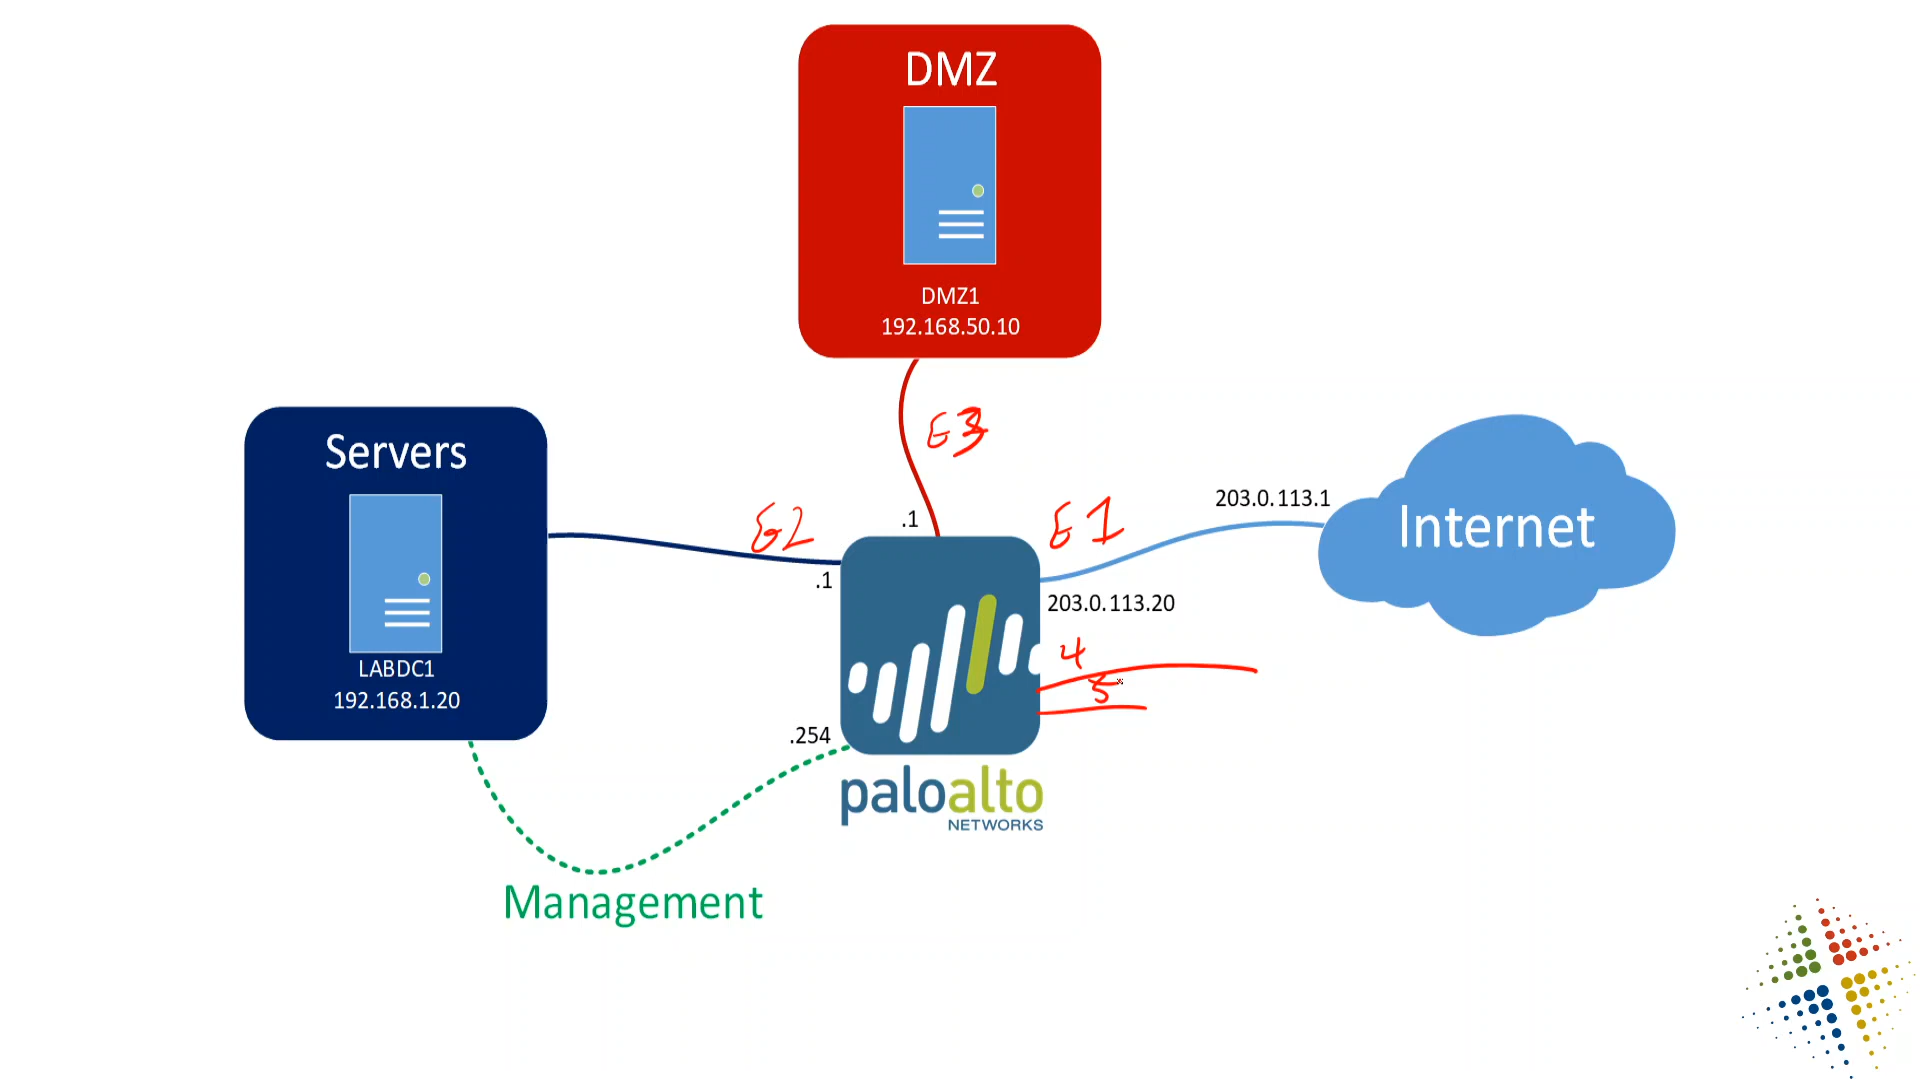 DMZ
DMZ1
192.168.50.10
E3
Servers
LABDC1
192.168.1.20
E2
.1
.1
E1
203.0.113.1
Internet
203.0.113.20
4
5
.254
paloalto
NETWORKS
Management